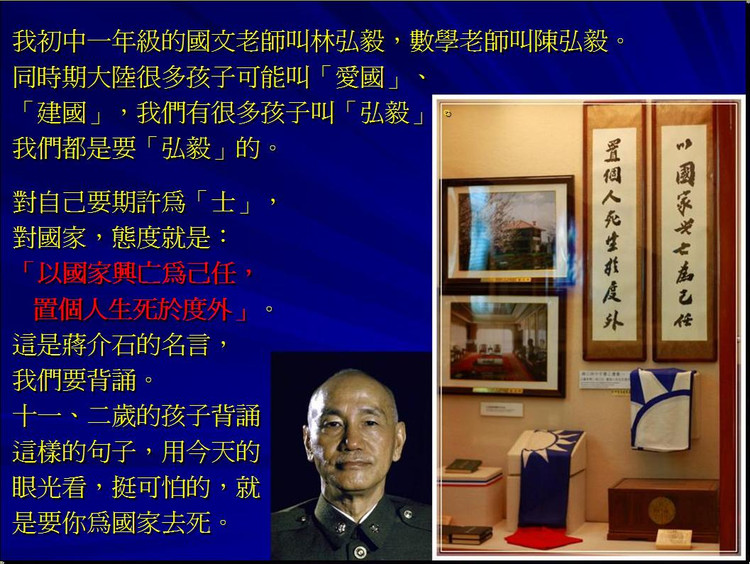 我初中一年級的國文老師叫林弘毅，數學老師叫陳弘毅。
同時期大陸很多孩子可能叫「愛國」、
「建國」，我們有很多孩子叫「弘毅」
我們都是要「弘毅」的。
對自己要期許爲「士」，
對國家，態度就是：
「以國家興亡爲己任，
置個人生死於度外」。
這是蔣介石的名言，
我們要背誦。
十一、二歲的孩子背誦
這樣的句子，用今天的
眼光看，挺可怕的，就
是要你爲國家去死。
以國家興亡為己任
置個人死生於度外